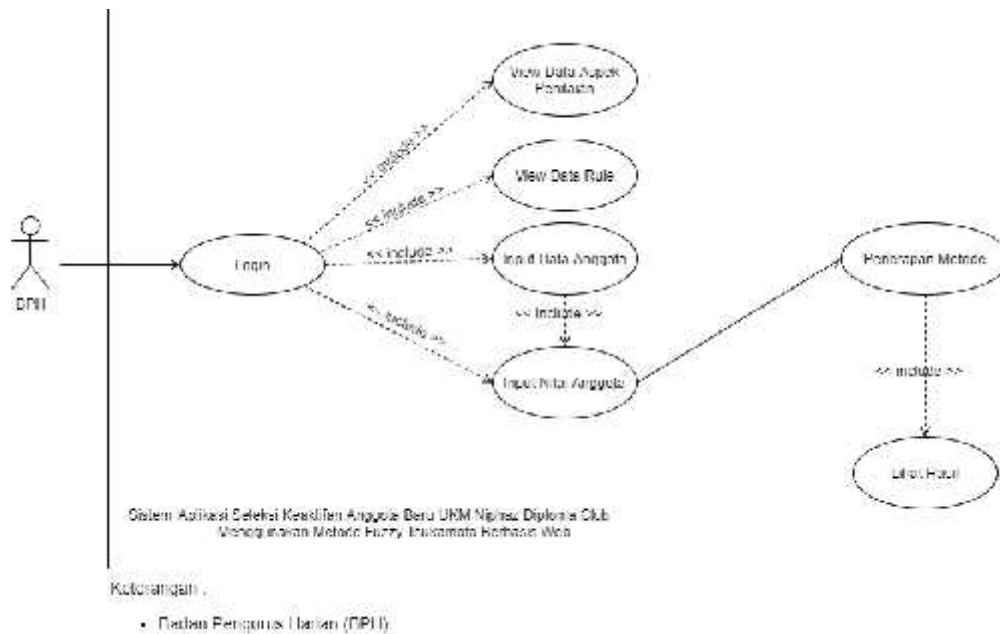 View Data Aspek
Penilaian
<< include >>
View Data Rule
<< include >>
BPH
Login
<< include >>
Input Data Anggota
Penerapan Metode
<< include >>
<< include >>
Input Nilai Anggota
<< include >>
Lihat Hasil
Sistem Aplikasi Seleksi Keaktifan Anggota Baru UKM Diploma Club
Menggunakan Metode Fuzzy Tsukamoto Berbasis Web
Keterangan :
• Badan Pengurus Harian (BPH)